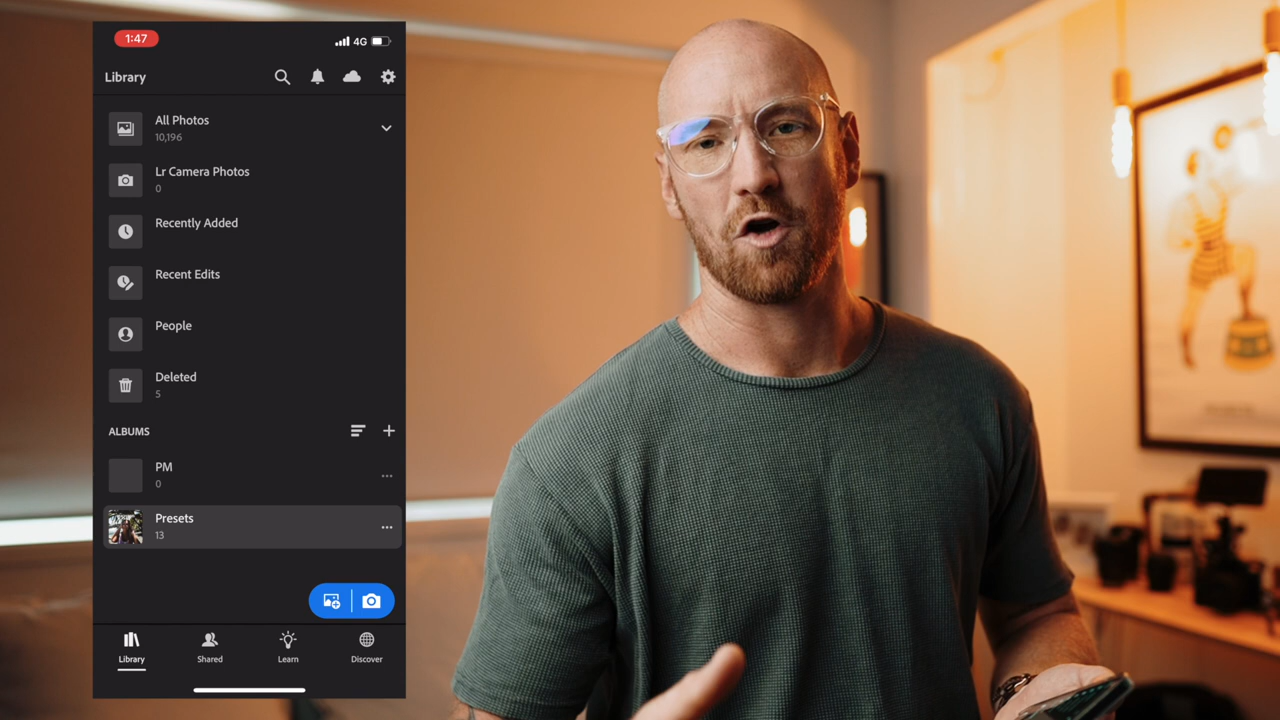 1:47
4G
Library
All Photos
10,196
Lr Camera Photos
0
Recently Added
Recent Edits
People
Deleted
5
ALBUMS
PM
0
Presets
13
Library
Shared
Learn
Discover